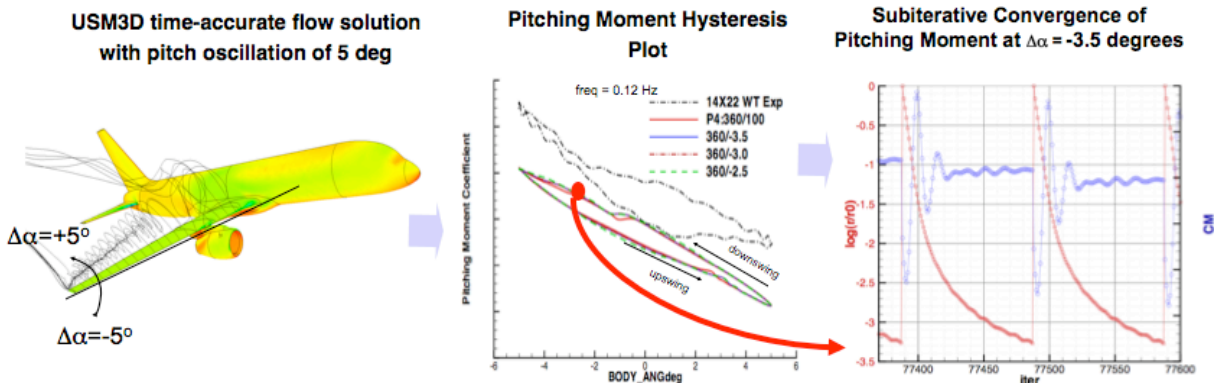 USM3D time-accurate flow solution
with pitch oscillation of 5 deg
Δα=+5º
Δα=-5º
Pitching Moment Hysteresis
Plot
freq = 0.12 Hz
14X22 WT Exp
P4:360/100
360/-3.5
360/-3.0
360/-2.5
Pitching Moment Coefficient
downswing
upswing
-6 -4 -2 0 2 4 6
BODY_ANGdeg
Subiterative Convergence of
Pitching Moment at Δα = -3.5 degrees
0
-0.5
-1
-1.5
-2
-2.5
-3
-3.5
log(r/r0)
CM
77400 77450 77500 77550 77600
iter